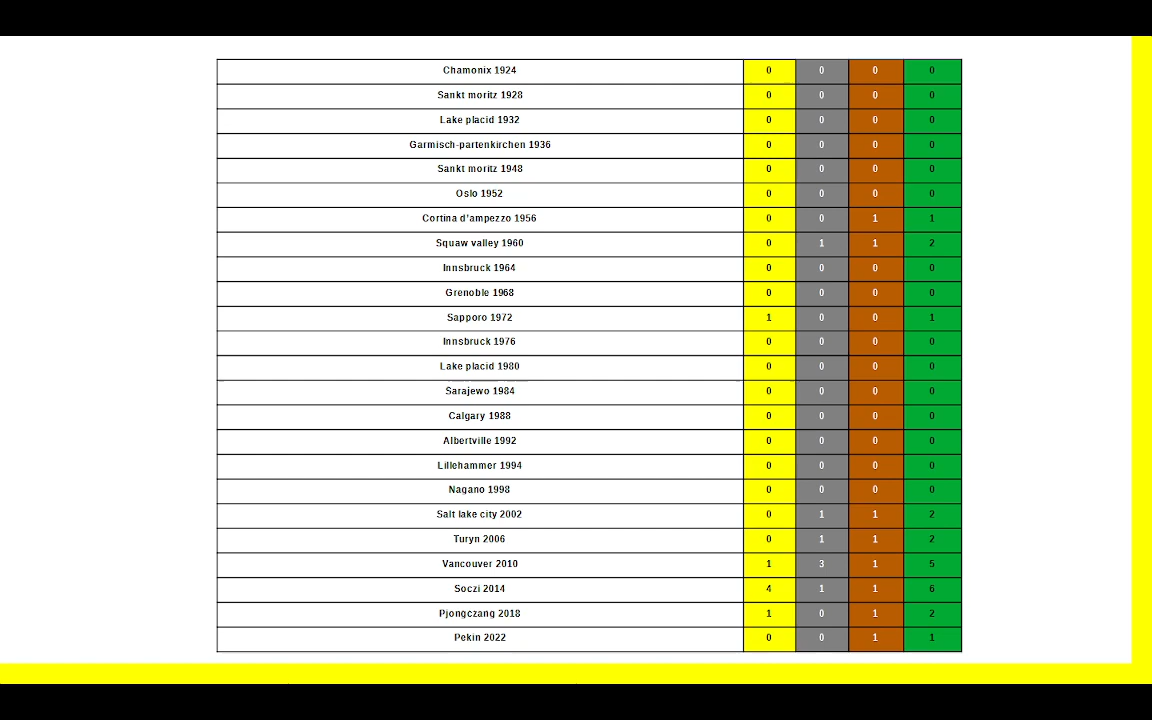 Chamonix 1924 0 0 0 0
Sankt moritz 1928 0 0 0 0
Lake placid 1932 0 0 0 0
Garmisch-partenkirchen 1936 0 0 0 0
Sankt moritz 1948 0 0 0 0
Oslo 1952 0 0 0 0
Cortina d'ampezzo 1956 0 0 1 1
Squaw valley 1960 0 1 1 2
Innsbruck 1964 0 0 0 0
Grenoble 1968 0 0 0 0
Sapporo 1972 1 0 0 1
Innsbruck 1976 0 0 0 0
Lake placid 1980 0 0 0 0
Sarajewo 1984 0 0 0 0
Calgary 1988 0 0 0 0
Albertville 1992 0 0 0 0
Lillehammer 1994 0 0 0 0
Nagano 1998 0 0 0 0
Salt lake city 2002 0 1 1 2
Turyn 2006 0 1 1 2
Vancouver 2010 1 3 1 5
Soczi 2014 4 1 1 6
Pjongczang 2018 1 0 1 2
Pekin 2022 0 0 1 1